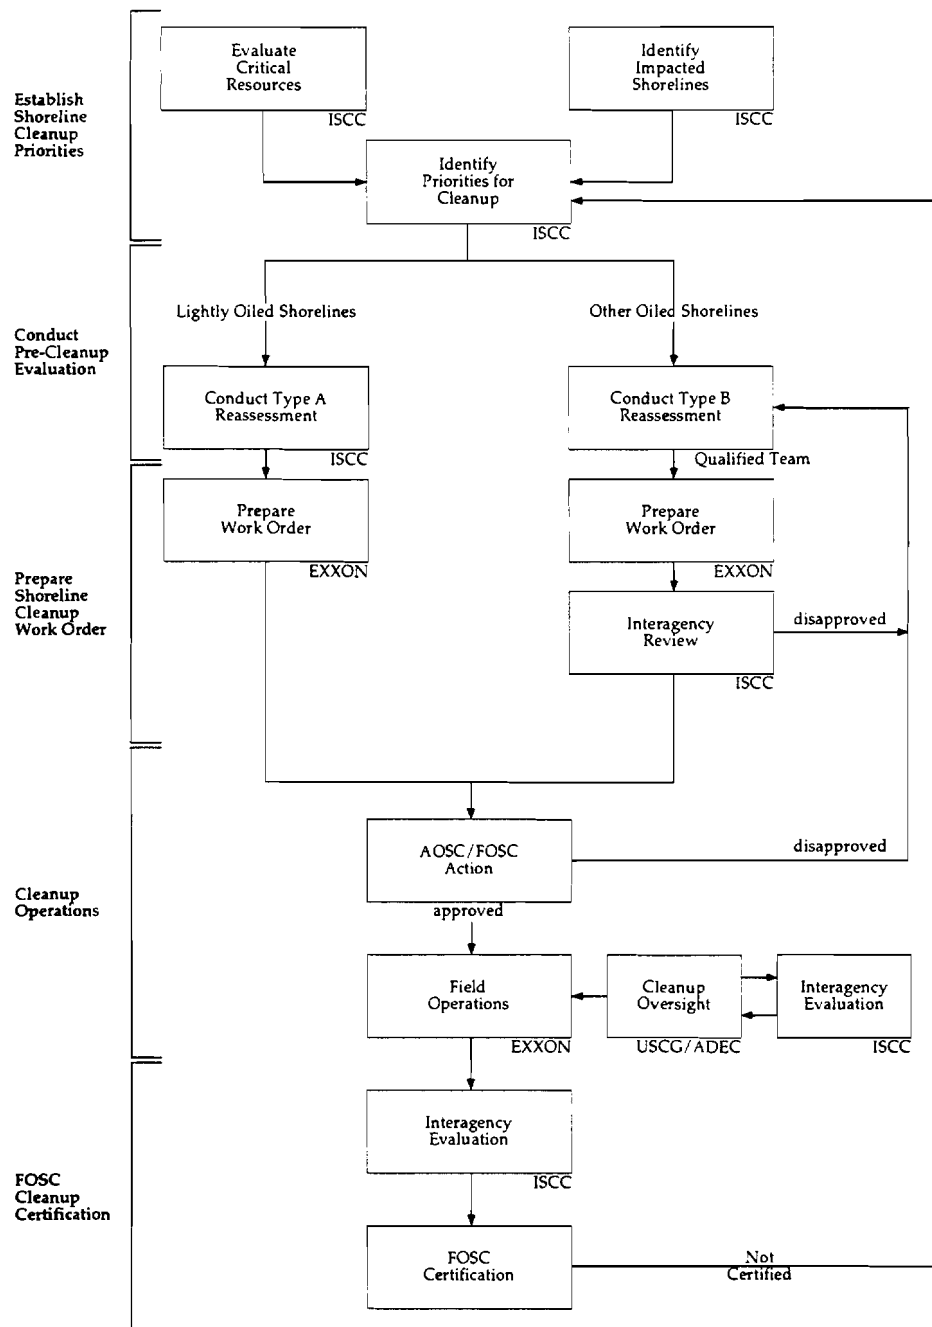 Evaluate
Critical
Resources
ISCC
Identify
Impacted
Shorelines
ISCC
Establish
Shoreline
Cleanup
Priorities
Identify
Priorities for
Cleanup
ISCC
Lightly Oiled Shorelines
Other Oiled Shorelines
Conduct
Pre-Cleanup
Evaluation
Conduct Type A
Reassessment
ISCC
Conduct Type B
Reassessment
Qualified Team
Prepare
Work Order
EXXON
Prepare
Work Order
EXXON
Prepare
Shoreline
Cleanup
Work Order
Interagency
Review
ISCC
disapproved
AOSC/FOSC
Action
approved
disapproved
Cleanup
Operations
Field
Operations
EXXON
Cleanup
Oversight
USCG/ADEC
Interagency
Evaluation
ISCC
Interagency
Evaluation
ISCC
FOSC
Cleanup
Certification
FOSC
Certification
Not
Certified